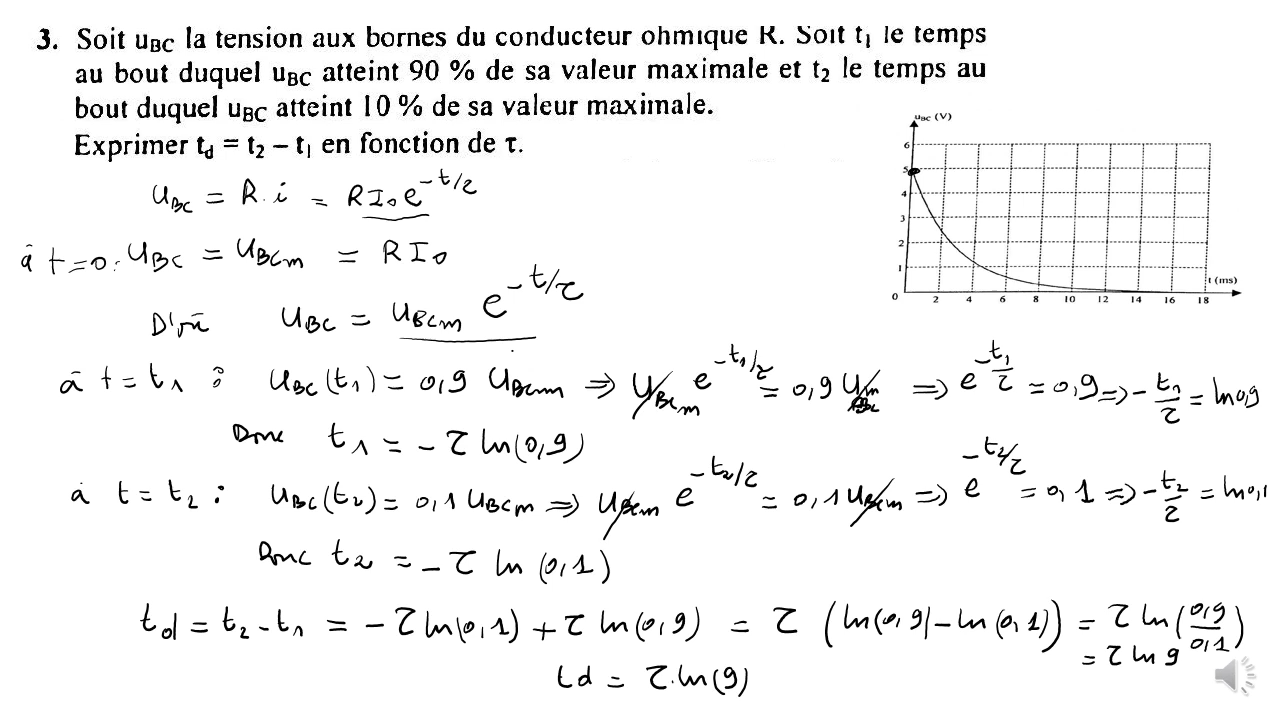 3. Soit uBC la tension aux bornes du conducteur ohmique R. Soit t1 le temps
au bout duquel uBC atteint 90 % de sa valeur maximale et t2 le temps au
bout duquel uBC atteint 10 % de sa valeur maximale.
Exprimer td = t2 – t1 en fonction de τ.
uBC (V)
6
5
4
3
2
1
0 2 4 6 8 10 12 14 16 18
t (ms)
uBC = R.i = RI0 e^-t/τ
à t=0: uBC = uBCm = RI0
D'où uBC = uBCm e^-t/τ
à t = t1 : uBC(t1) = 0,9 uBCm ⇒ uBCm e^-t1/τ = 0,9 uBCm ⇒ e^-t1/τ = 0,9 ⇒ -t1/τ = ln0,9
Donc t1 = - τ ln(0,9)
à t = t2 : uBC(t2) = 0,1 uBCm ⇒ uBCm e^-t2/τ = 0,1 uBCm ⇒ e^-t2/τ = 0,1 ⇒ -t2/τ = ln0,1
Donc t2 = - τ ln (0,1)
td = t2 - t1 = - τ ln(0,1) + τ ln(0,9) = τ (ln(0,9) - ln(0,1)) = τ ln(0,9/0,1)
= τ ln 9
td = τ.ln(9)